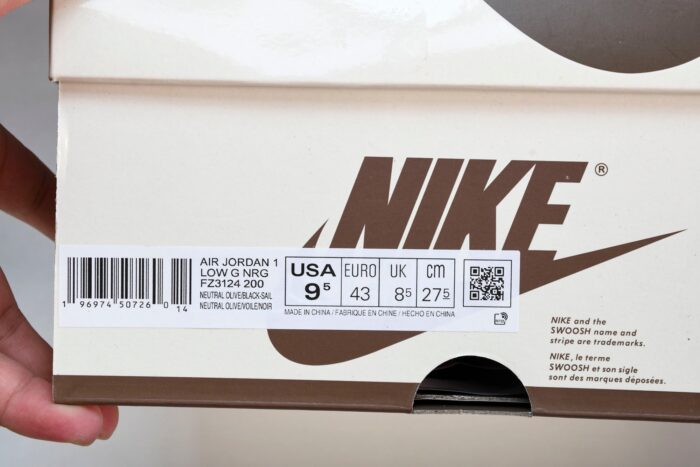 NIKE®
AIR JORDAN 1
LOW G NRG
FZ3124 200
NEUTRAL OLIVE/BLACK-SAIL
NEUTRAL OLIVE/VOILE/NOIR
1 96974 50726 0 14
USA 9⁵
EURO 43
UK 8⁵
cm 27⁵
MADE IN CHINA / FABRIQUÉ EN CHINE / HECHO EN CHINA
NIKE and the
SWOOSH name and
stripe are trademarks.
NIKE, le terme
SWOOSH et son sigle
sont des marques déposées.